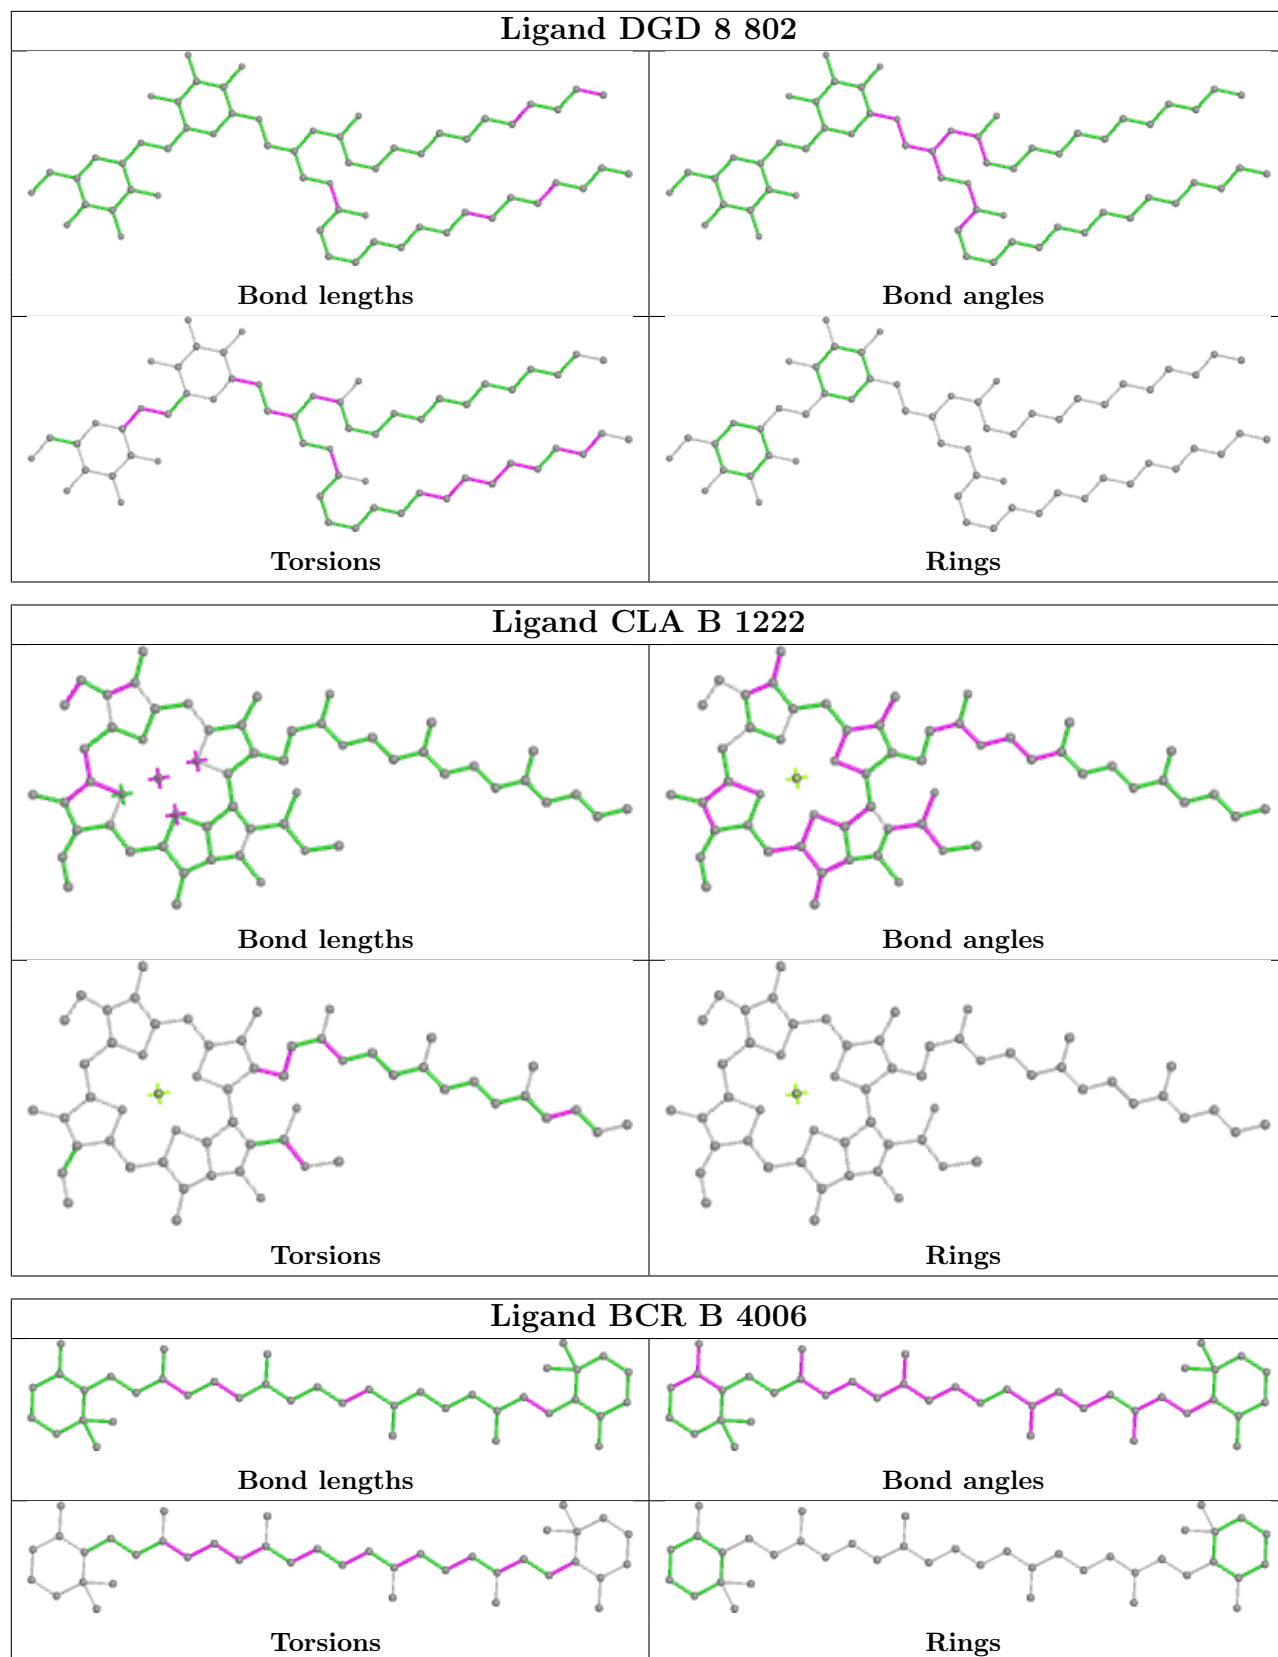 Ligand DGD 8 802
Bond lengths
Bond angles
Torsions
Rings
Ligand CLA B 1222
Bond lengths
Bond angles
Torsions
Rings
Ligand BCR B 4006
Bond lengths
Bond angles
Torsions
Rings